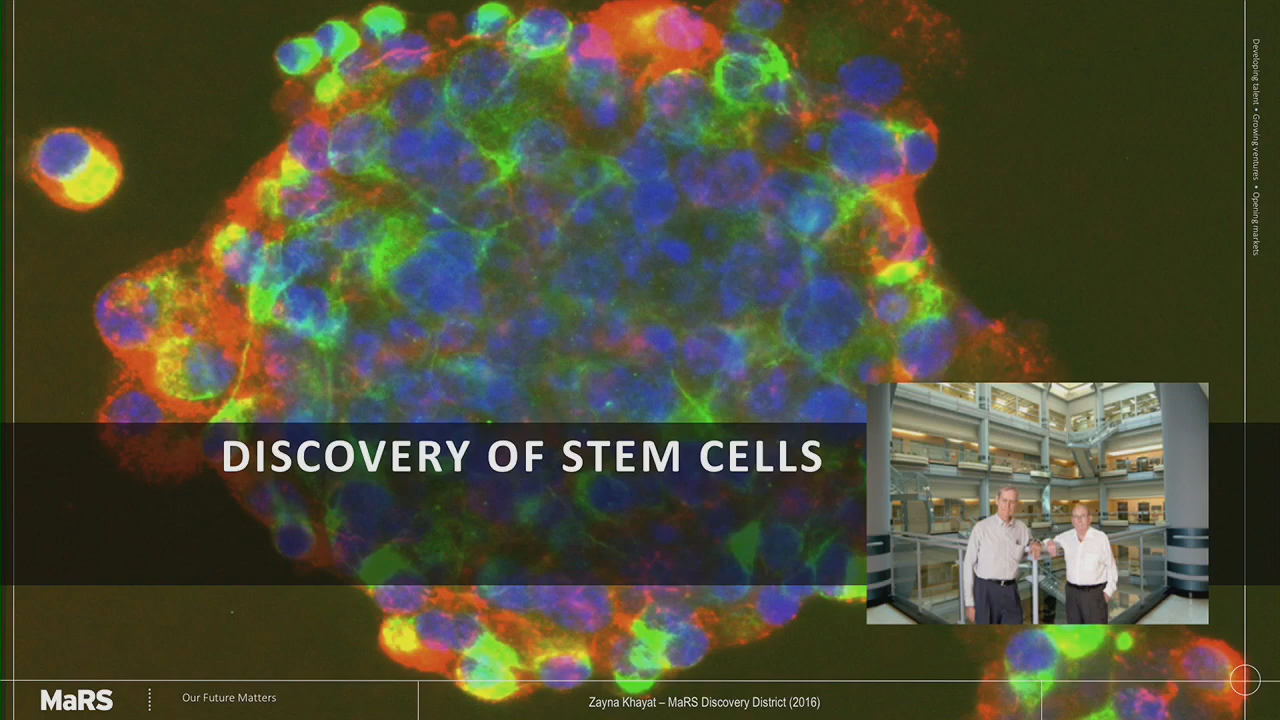 Developing talent • Growing ventures • Opening markets
DISCOVERY OF STEM CELLS
MaRS
Our Future Matters
Zayna Khayat – MaRS Discovery District (2016)